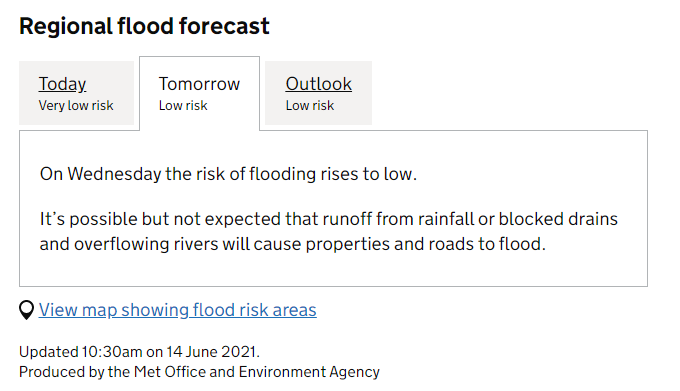 Regional flood forecast
Today
Tomorrow
Outlook
Very low risk
Low risk
Low risk
On Wednesday the risk of flooding rises to low.
It's possible but not expected that runoff from rainfall or blocked drains
and overflowing rivers will cause properties and roads to flood.
View map showing flood risk areas
Updated 10:30am on 14 June 2021.
Produced by the Met Office and Environment Agency